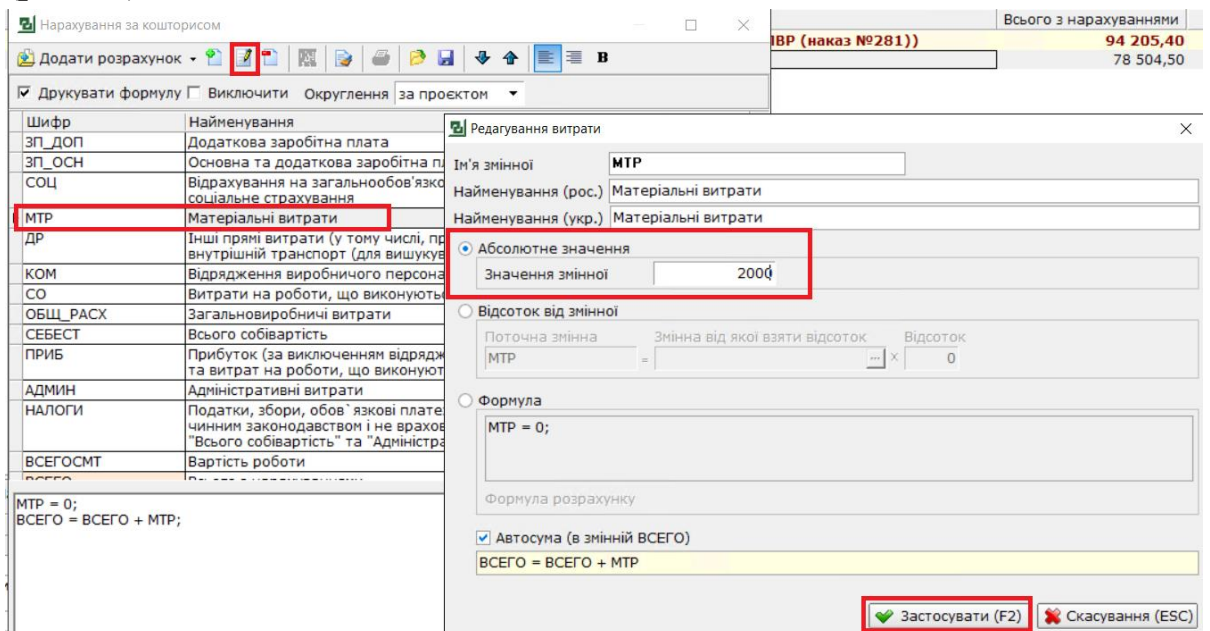 Нарахування за кошторисом
Всього з нарахуваннями
ПВР (наказ №281)) 94 205,40
78 504,50
Додати розрахунок
B
Друкувати формулу Виключити Округлення за проєктом
Шифр Найменування
ЗП_ДОП Додаткова заробітна плата
ЗП_ОСН Основна та додаткова заробітна
СОЦ Відрахування на загальнообов'язко
соціальне страхування
МТР Матеріальні витрати
ДР Інші прямі витрати (у тому числі, пр
внутрішній транспорт (для вишукув
КОМ Відрядження виробничого персона
СО Витрати на роботи, що виконують
ОБЩ_РАСХ Загальновиробничі витрати
СЕБЕСТ Всього собівартість
ПРИБ Прибуток (за виключенням відрядж
та витрат на роботи, що виконуют
АДМИН Адміністративні витрати
НАЛОГИ Податки, збори, обов`язкові плате
чинним законодавством і не врахов
"Всього собівартість" та "Адміністра
ВСЕГОСМТ Вартість роботи
МТР = 0;
ВСЕГО = ВСЕГО + МТР;
Редагування витрати
Ім'я змінної МТР
Найменування (рос.) Матеріальні витрати
Найменування (укр.) Матеріальні витрати
Абсолютне значення
Значення змінної 2000
Відсоток від змінної
Поточна змінна Змінна від якої взяти відсоток Відсоток
МТР = ... × 0
Формула
МТР = 0;
Формула розрахунку
Автосума (в змінній ВСЕГО)
ВСЕГО = ВСЕГО + МТР
Застосувати (F2) Скасування (ESC)